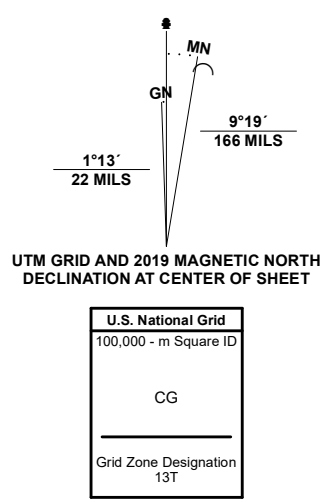 MN
GN
9°19´
166 MILS
1°13´
22 MILS
UTM GRID AND 2019 MAGNETIC NORTH
DECLINATION AT CENTER OF SHEET
U.S. National Grid
100,000 - m Square ID
CG
Grid Zone Designation
13T